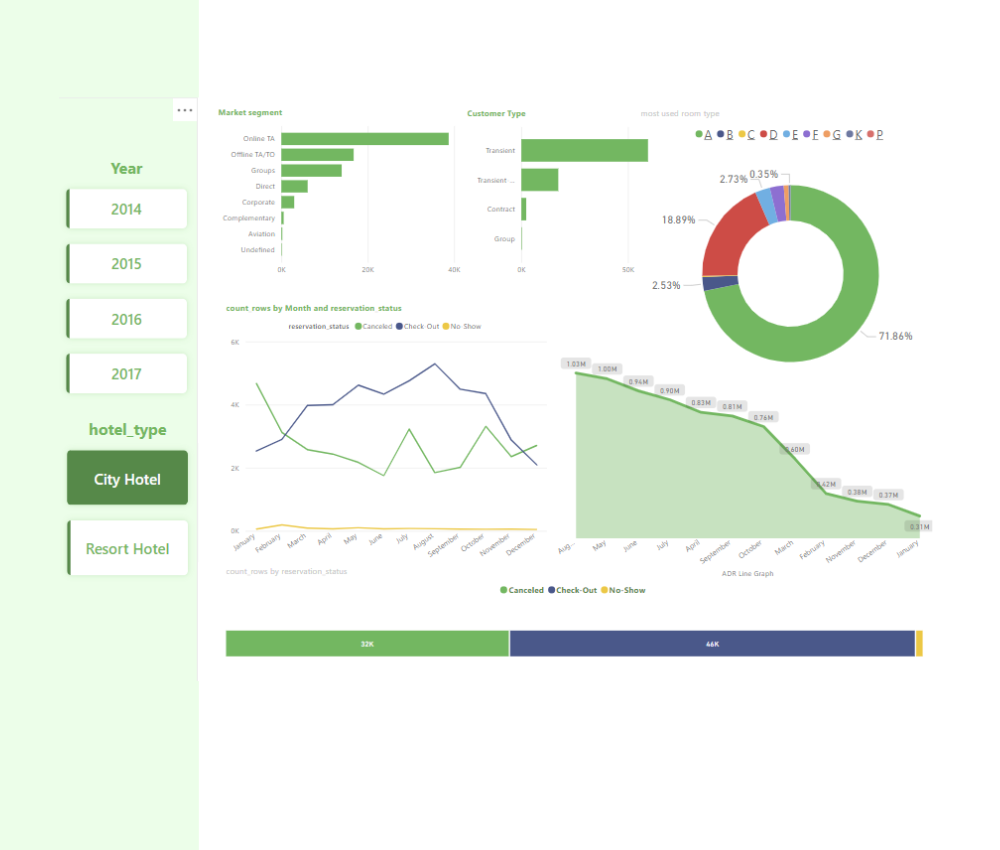 ...
Year
2014
2015
2016
2017
hotel_type
City Hotel
Resort Hotel
Market segment
Online TA
Offline TA/TO
Groups
Direct
Corporate
Complementary
Aviation
Undefined
0K 20K 40K
Customer Type
Transient
Transient ...
Contract
Group
0K 50K
most used room type
A B C D E F G K P
0.35%
2.73%
18.89%
2.53%
71.86%
count_rows by Month and reservation_status
reservation_status Canceled Check-Out No-Show
6K
4K
2K
0K
January February March April May June July August September October November December
1.03M 1.00M 0.94M 0.90M 0.83M 0.81M 0.76M 0.60M 0.42M 0.38M 0.37M 0.31M
Aug... May June July April September October March February November December January
ADR Line Graph
count_rows by reservation_status
Canceled Check-Out No-Show
32K 46K